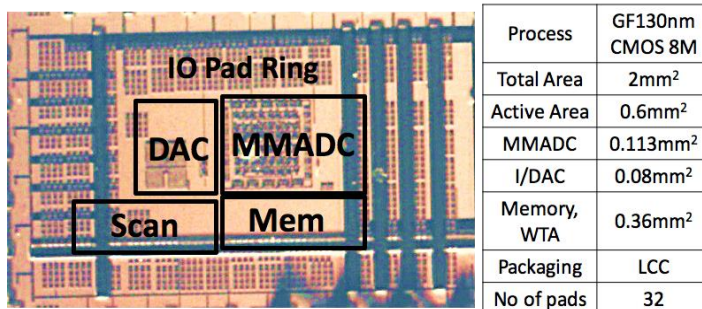 IO Pad Ring
DAC
MMADC
Scan
Mem
Process
GF130nm
CMOS 8M
Total Area
2mm²
Active Area
0.6mm²
MMADC
0.113mm²
I/DAC
0.08mm²
Memory,
WTA
0.36mm²
Packaging
LCC
No of pads
32